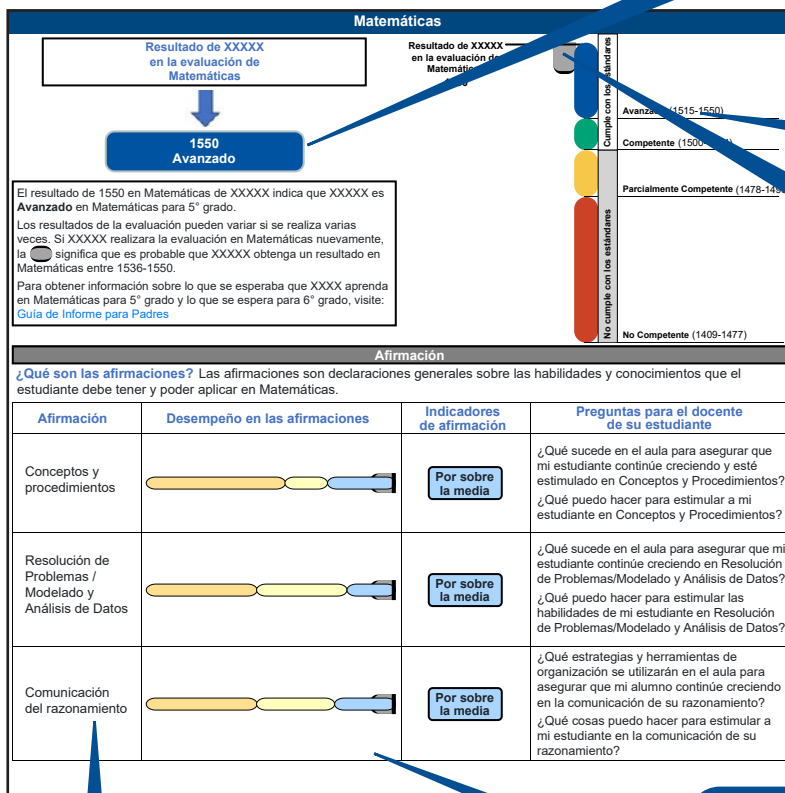 Matemáticas
Resultado de XXXXX
en la evaluación de
Matemáticas
1550
Avanzado
El resultado de 1550 en Matemáticas de XXXXX indica que XXXXX es
Avanzado en Matemáticas para 5° grado.
Los resultados de la evaluación pueden variar si se realiza varias
veces. Si XXXXX realizara la evaluación en Matemáticas nuevamente,
la significa que es probable que XXXXX obtenga un resultado en
Matemáticas entre 1536-1550.
Para obtener información sobre lo que se esperaba que XXXX aprenda
en Matemáticas para 5° grado y lo que se espera para 6° grado, visite:
Guía de Informe para Padres
Resultado de XXXXX
en la evaluación de
Cumple con los estándares
(1515-1550)
Competente
Parcialmente Competente
No cumple con los estándares
No Competente (1409-1477)
Afirmación
¿Qué son las afirmaciones? Las afirmaciones son declaraciones generales sobre las habilidades y conocimientos que el
estudiante debe tener y poder aplicar en Matemáticas.
Afirmación
Desempeño en las afirmaciones
Indicadores
de afirmación
Preguntas para el docente
de su estudiante
Conceptos y
procedimientos
Por sobre
la media
¿Qué sucede en el aula para asegurar que
mi estudiante continúe creciendo y esté
estimulado en Conceptos y Procedimientos?
¿Qué puedo hacer para estimular a mi
estudiante en Conceptos y Procedimientos?
Resolución de
Problemas /
Modelado y
Análisis de Datos
Por sobre
la media
¿Qué sucede en el aula para asegurar que mi
estudiante continúe creciendo en Resolución
de Problemas/Modelado y Análisis de Datos?
¿Qué puedo hacer para estimular las
habilidades de mi estudiante en Resolución
de Problemas/Modelado y Análisis de Datos?
Comunicación
del razonamiento
Por sobre
la media
¿Qué estrategias y herramientas de
organización se utilizarán en el aula para
asegurar que mi alumno continúe creciendo
en la comunicación de su razonamiento?
¿Qué cosas puedo hacer para estimular a
mi estudiante en la comunicación de su
razonamiento?